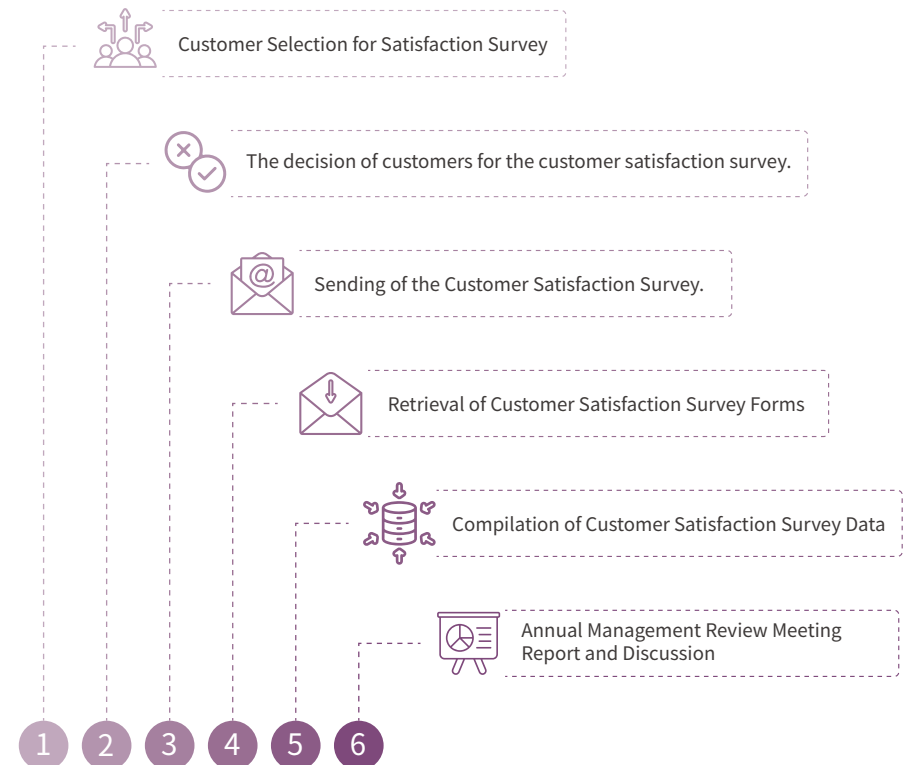 Customer Selection for Satisfaction Survey
The decision of customers for the customer satisfaction survey.
@
Sending of the Customer Satisfaction Survey.
Retrieval of Customer Satisfaction Survey Forms
Compilation of Customer Satisfaction Survey Data
Annual Management Review Meeting
Report and Discussion
1 2 3 4 5 6